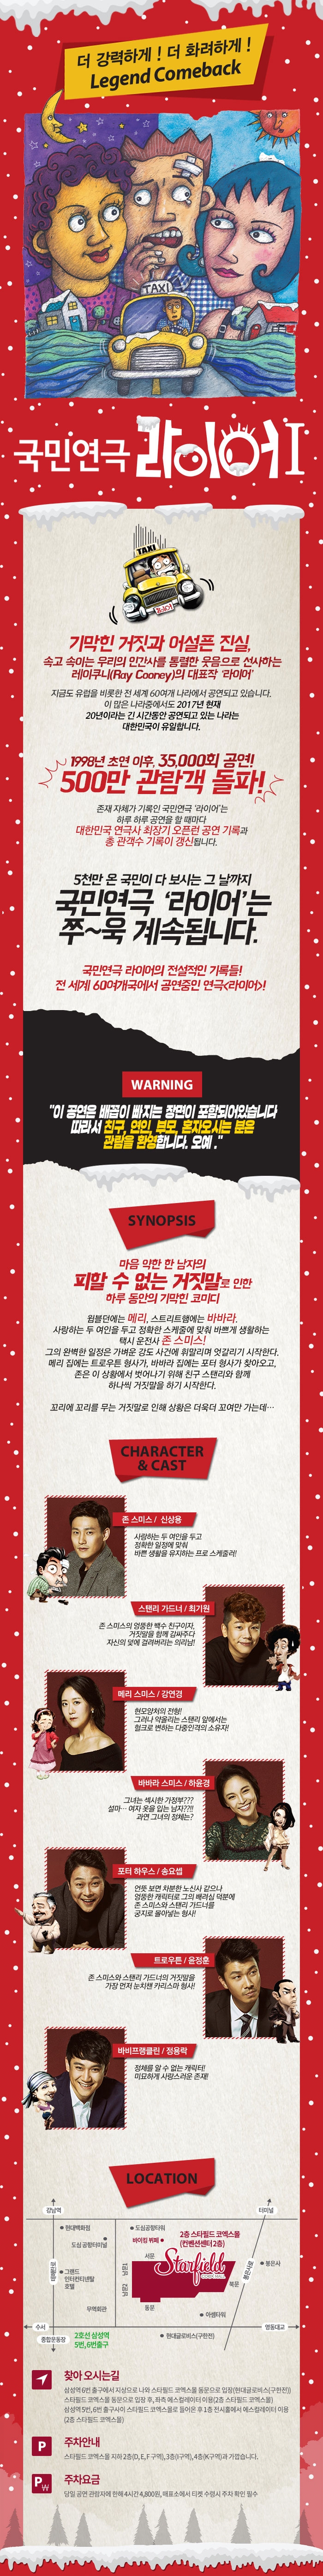 더 강력하게 ! 더 화려하게 !
Legend Comeback
TAXI
국민연극 라이어 I
TAXI
라이어
기막힌 거짓과 어설픈 진실,
속고 속이는 우리의 인간사를 통렬한 웃음으로 선사하는
레이쿠니(Ray Cooney)의 대표작 '라이어'
지금도 유럽을 비롯한 전 세계 60여개 나라에서 공연되고 있습니다.
이 많은 나라중에서도 2017년 현재
20년이라는 긴 시간동안 공연되고 있는 나라는
대한민국이 유일합니다.
1998년 초연 이후, 35,000회 공연!
500만 관람객 돌파!
존재 자체가 기록인 국민연극 '라이어'는
하루 하루 공연을 할 때마다
대한민국 연극사 최장기 오픈런 공연 기록과
총 관객수 기록이 갱신됩니다.
5천만 온 국민이 다 보시는 그 날까지
국민연극 '라이어'는
쭈~욱 계속됩니다.
국민연극 라이어의 전설적인 기록들!
전 세계 60여개국에서 공연중인 연극<라이어>!
WARNING
"이 공연은 배꼽이 빠지는 장면이 포함되어있습니다
따라서 친구, 연인, 부모, 혼자오시는 분은
관람을 환영합니다. 오예 ."
SYNOPSIS
마음 약한 한 남자의
피할 수 없는 거짓말로 인한
하루 동안의 기막힌 코미디
윔블던에는 메리, 스트리트햄에는 바바라.
사랑하는 두 여인을 두고 정확한 스케줄에 맞춰 바쁘게 생활하는
택시 운전사 존 스미스!
그의 완벽한 일정은 가벼운 강도 사건에 휘말리며 엇갈리기 시작한다.
메리 집에는 트로우튼 형사가, 바바라 집에는 포터 형사가 찾아오고,
존은 이 상황에서 벗어나기 위해 친구 스탠리와 함께
하나씩 거짓말을 하기 시작한다.
꼬리에 꼬리를 무는 거짓말로 인해 상황은 더욱더 꼬여만 가는데…
CHARACTER
& CAST
존 스미스 / 신상용
사랑하는 두 여인을 두고
정확한 일정에 맞춰
바쁜 생활을 유지하는 프로 스케줄러!
스탠리 가드너 / 최기원
존 스미스의 엉뚱한 백수 친구이자,
거짓말을 함께 감싸주다
자신의 덫에 걸려버리는 의리남!
메리 스미스 / 강연경
현모양처의 전형!
그러나 약올리는 스탠리 앞에서는
헐크로 변하는 다중인격의 소유자!
바바라 스미스 / 하윤경
그녀는 섹시한 가정부???
설마… 여자 옷을 입는 남자??!!
과연 그녀의 정체는?
포터 하우스 / 송요셉
언뜻 보면 차분한 노신사 같으나
엉뚱한 캐릭터로 그의 배려심 덕분에
존 스미스와 스탠리 가드너를
궁지로 몰아넣는 형사!
트로우튼 / 윤정훈
존 스미스와 스탠리 가드너의 거짓말을
가장 먼저 눈치챈 카리스마 형사!
바비프랭클린 / 정용락
정체를 알 수 없는 캐릭터!
미묘하게 사랑스러운 존재!
LOCATION
강남역
터미널
현대백화점
도심공항타워
2층 스타필드 코엑스몰
(컨벤션센터 2층)
도심 공항터미널
바이킹 뷔페
서문
Starfield
COEX MALL
봉은사
테헤란로
봉은사로
그랜드
인터컨티넨탈
호텔
북문
무역회관
동문
아셈타워
수서
영동대교
종합운동장
2호선 삼성역
5번,6번출구
현대글로비스(구한전)
찾아 오시는길
삼성역 6번 출구에서 지상으로 나와 스타필드 코엑스몰 동문으로 입장(현대글로비스(구한전))
스타필드 코엑스몰 동문으로 입장 후, 좌측 에스컬레이터 이용(2층 스타필드 코엑스몰)
삼성역 5번, 6번 출구사이 스타필드 코엑스몰로 들어온 후 1층 전시홀에서 에스컬레이터 이용
(2층 스타필드 코엑스몰)
P
주차안내
스타필드 코엑스몰 지하 2층(D, E, F 구역), 3층(I구역), 4층(K구역)과 가깝습니다.
P₩
주차요금
당일 공연 관람자에 한해 4시간 4,800원, 매표소에서 티켓 수령시 주차 확인 필수